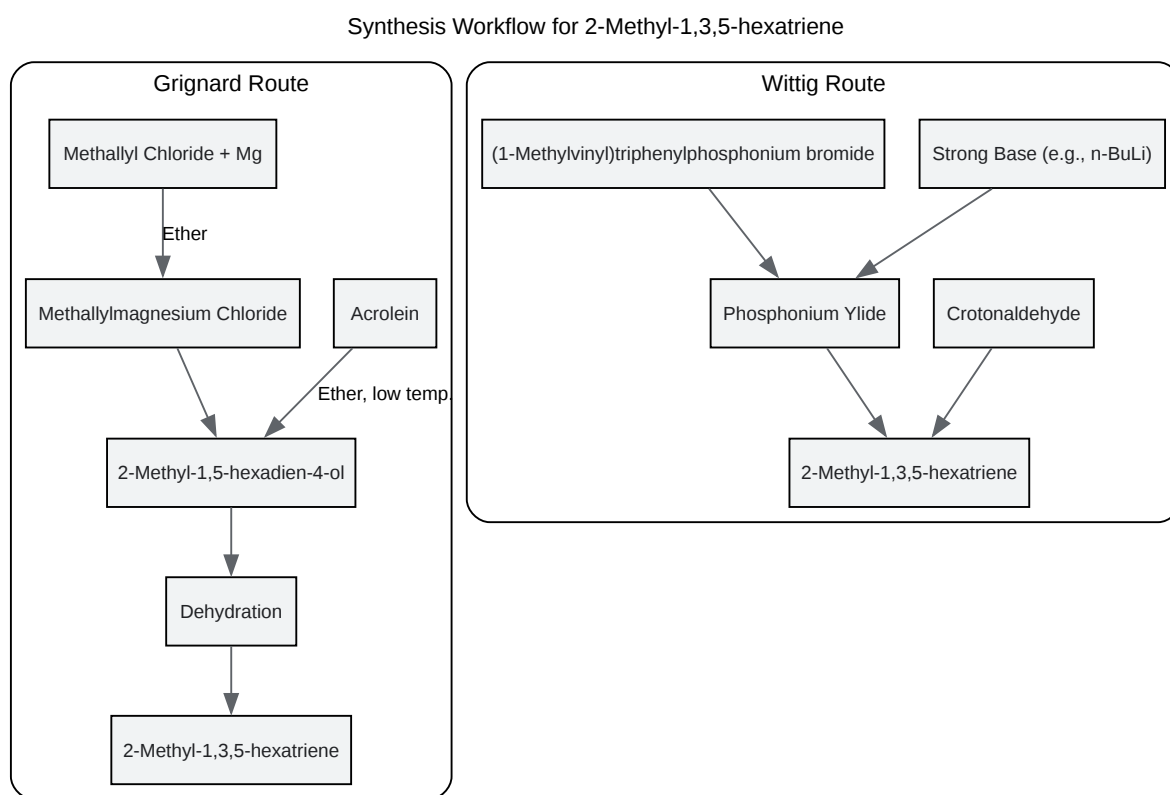 Synthesis Workflow for 2-Methyl-1,3,5-hexatriene
Grignard Route
Methallyl Chloride + Mg
Ether
Methallylmagnesium Chloride
Acrolein
Ether, low temp.
2-Methyl-1,5-hexadien-4-ol
Dehydration
2-Methyl-1,3,5-hexatriene
Wittig Route
(1-Methylvinyl)triphenylphosphonium bromide
Strong Base (e.g., n-BuLi)
Phosphonium Ylide
Crotonaldehyde
2-Methyl-1,3,5-hexatriene